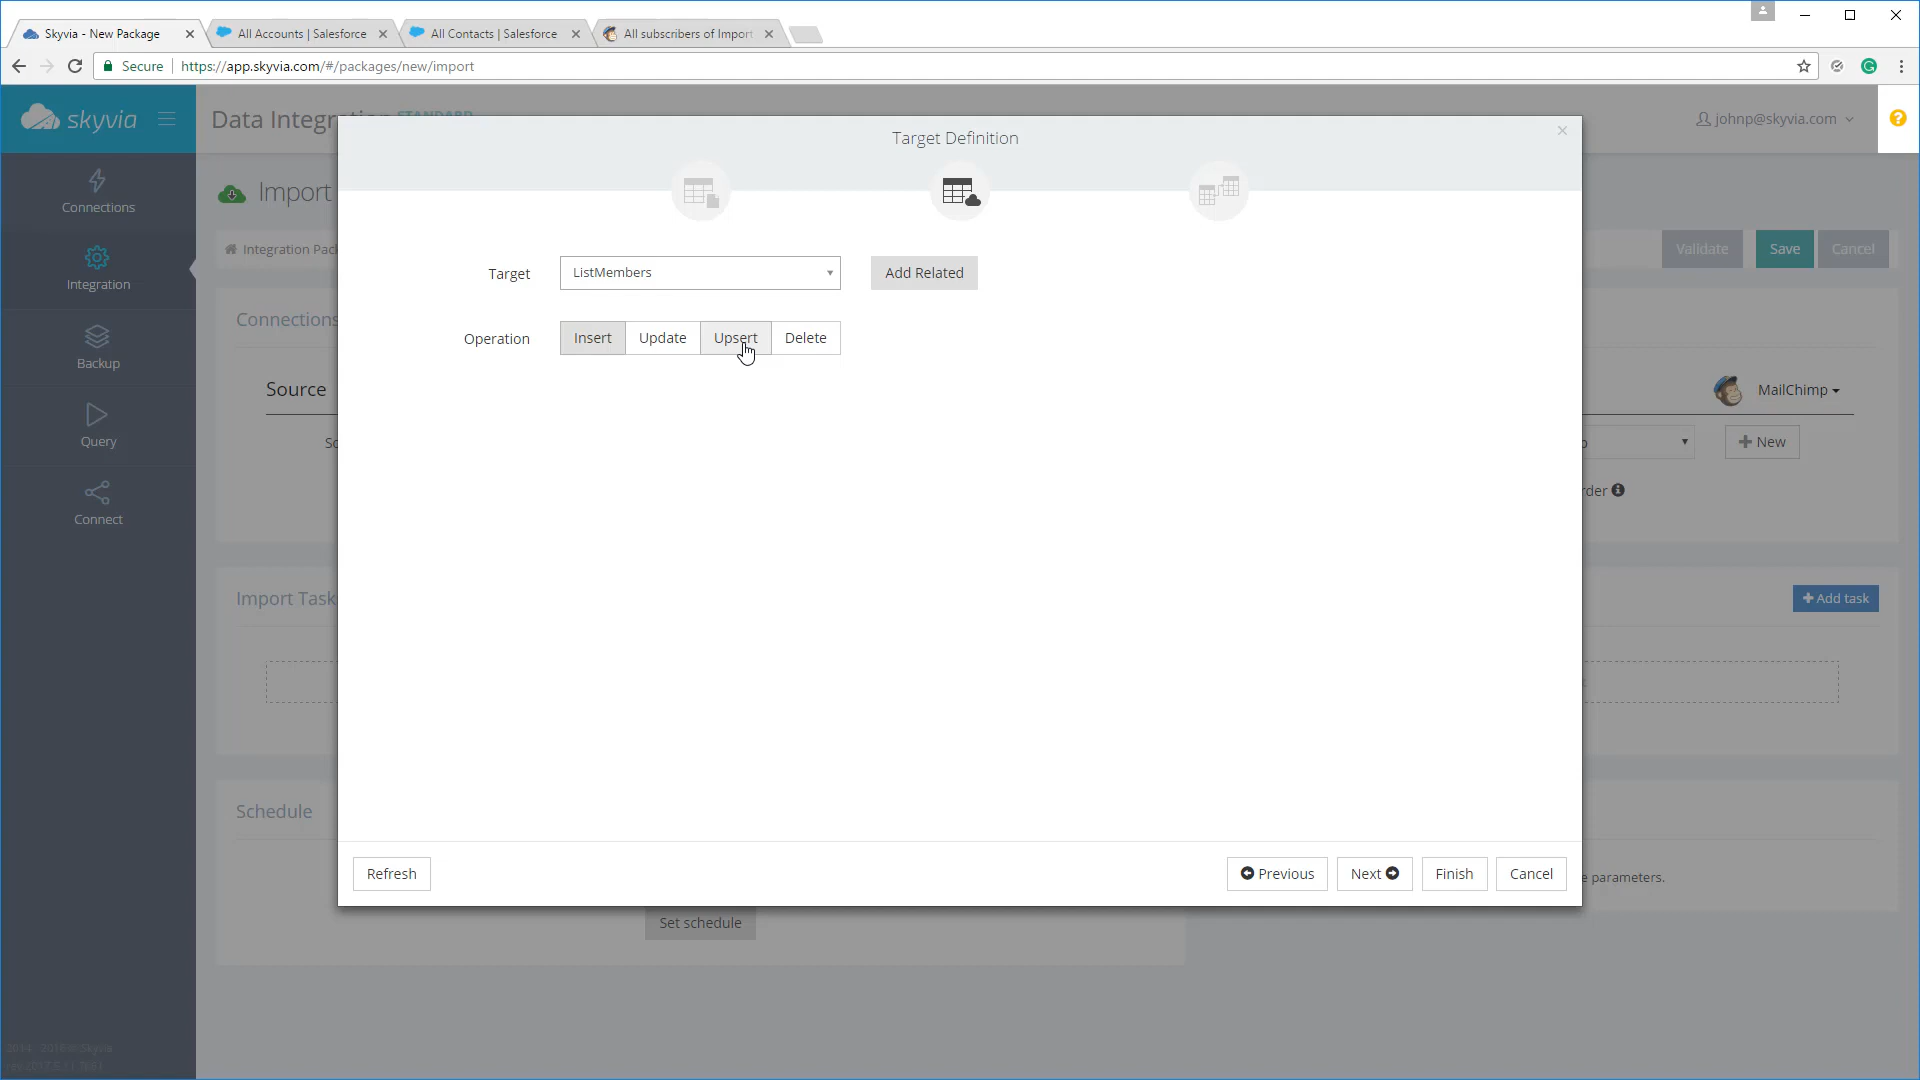 Skyvia - New Package
All Accounts | Salesforce
All Contacts | Salesforce
All subscribers of Import
Secure
https://app.skyvia.com/#/packages/new/import
skyvia
Data Integr
STANDARD
johnp@skyvia.com
Target Definition
Connections
Integration
Backup
Query
Connect
Import
Integration Pack
Validate
Save
Cancel
Target
ListMembers
Add Related
Operation
Insert
Update
Upsert
Delete
Connections
Source
MailChimp
New
rder
Import Task
Add task
Schedule
e parameters.
Refresh
Previous
Next
Finish
Cancel
Set schedule